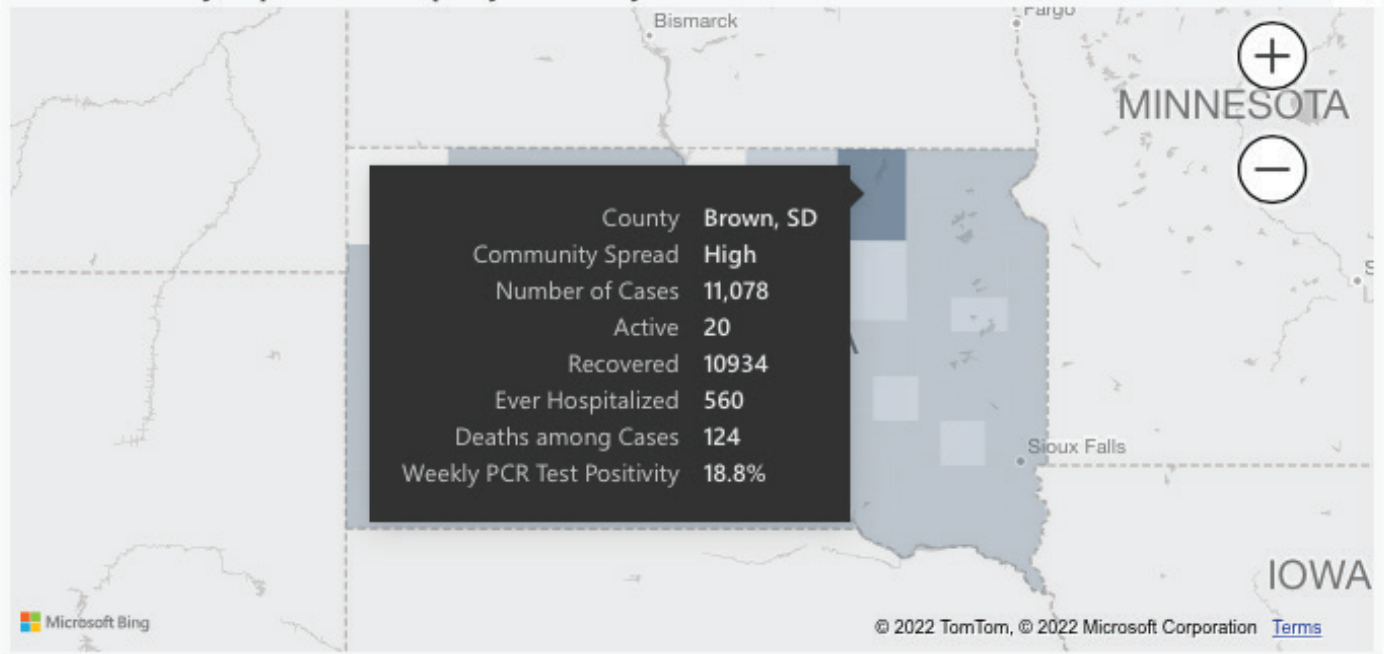 Bismarck
Fargo
MINNESOTA
County Brown, SD
Community Spread High
Number of Cases 11,078
Active 20
Recovered 10934
Ever Hospitalized 560
Deaths among Cases 124
Weekly PCR Test Positivity 18.8%
Sioux Falls
IOWA
Microsoft Bing
© 2022 TomTom, © 2022 Microsoft Corporation Terms